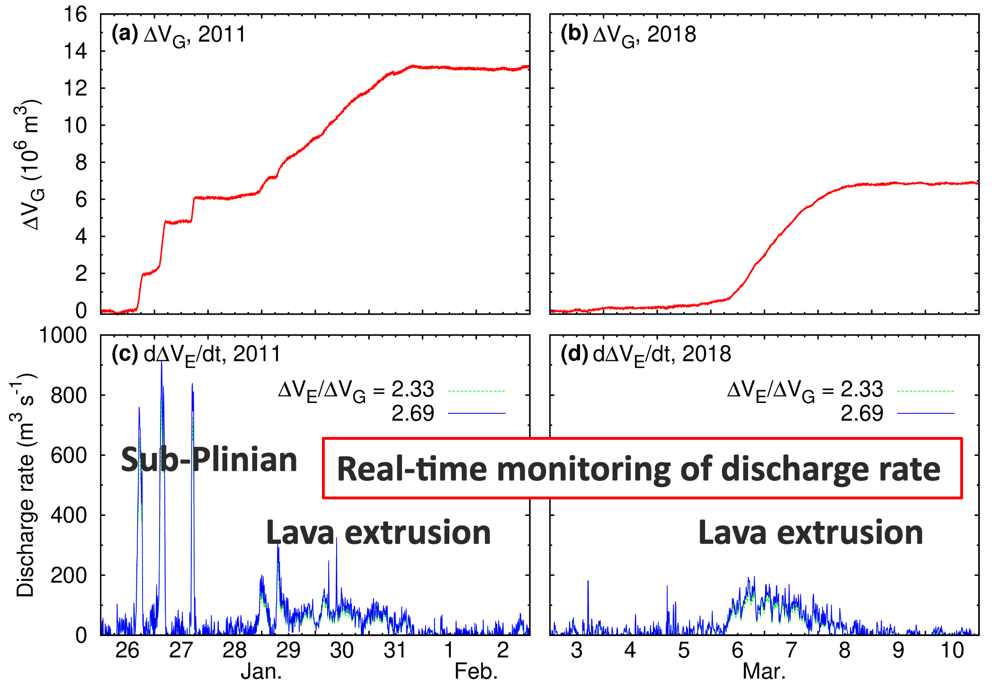 (a) ΔV_G, 2011
(b) ΔV_G, 2018
ΔV_G (10^6 m^3)
16
14
12
10
8
6
4
2
0
(c) dΔV_E/dt, 2011
(d) dΔV_E/dt, 2018
Discharge rate (m^3 s^-1)
1000
800
600
400
200
0
ΔV_E/ΔV_G = 2.33
2.69
ΔV_E/ΔV_G = 2.33
2.69
Sub-Plinian
Real-time monitoring of discharge rate
Lava extrusion
Lava extrusion
26 27 28 29 30 31 1 2
Jan. Feb.
3 4 5 6 7 8 9 10
Mar.